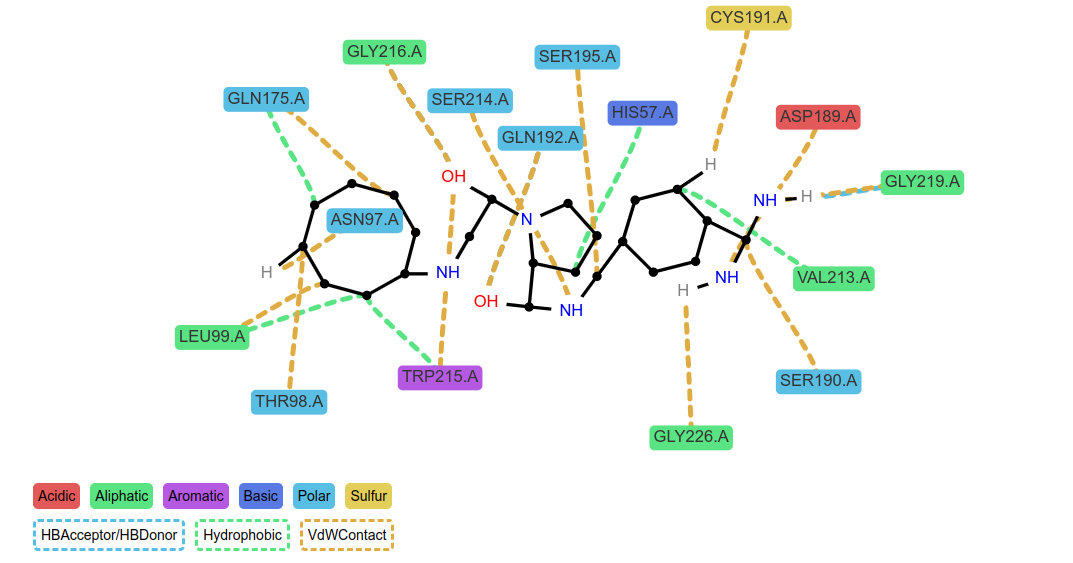 CYS191.A
GLY216.A
SER195.A
GLN175.A
SER214.A
HIS57.A
ASP189.A
GLN192.A
OH
H
GLY219.A
NH
H
ASN97.A
N
H
NH
NH
VAL213.A
H
OH
NH
LEU99.A
TRP215.A
SER190.A
THR98.A
GLY226.A
Acidic Aliphatic Aromatic Basic Polar Sulfur
HBAcceptor/HBDonor Hydrophobic VdWContact